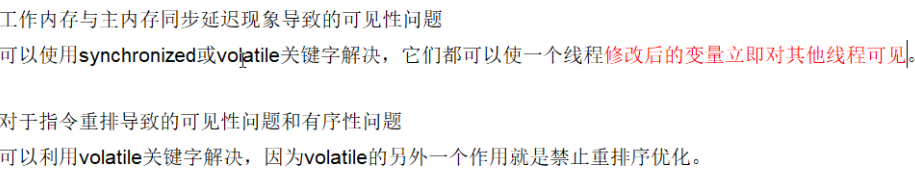 工作内存与主内存同步延迟现象导致的可见性问题
可以使用synchronized或volatile关键字解决，它们都可以使一个线程修改后的变量立即对其他线程可见。
对于指令重排导致的可见性问题和有序性问题
可以利用volatile关键字解决，因为volatile的另外一个作用就是禁止重排序优化。